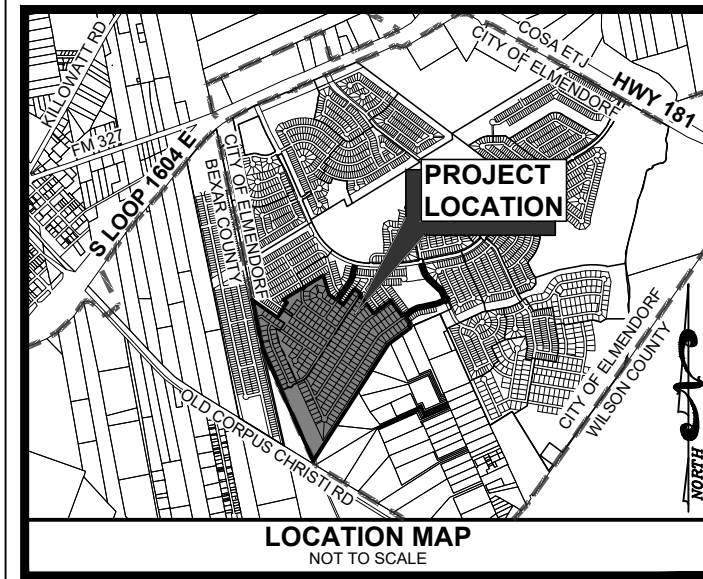 KILOWATT RD
FM 327
S LOOP 1604 E
CITY OF ELMENDORF
BEXAR COUNTY
COSA ETJ
CITY OF ELMENDORF
HWY 181
PROJECT
LOCATION
OLD CORPUS CHRISTI RD
CITY OF ELMENDORF
WILSON COUNTY
NORTH
LOCATION MAP
NOT TO SCALE